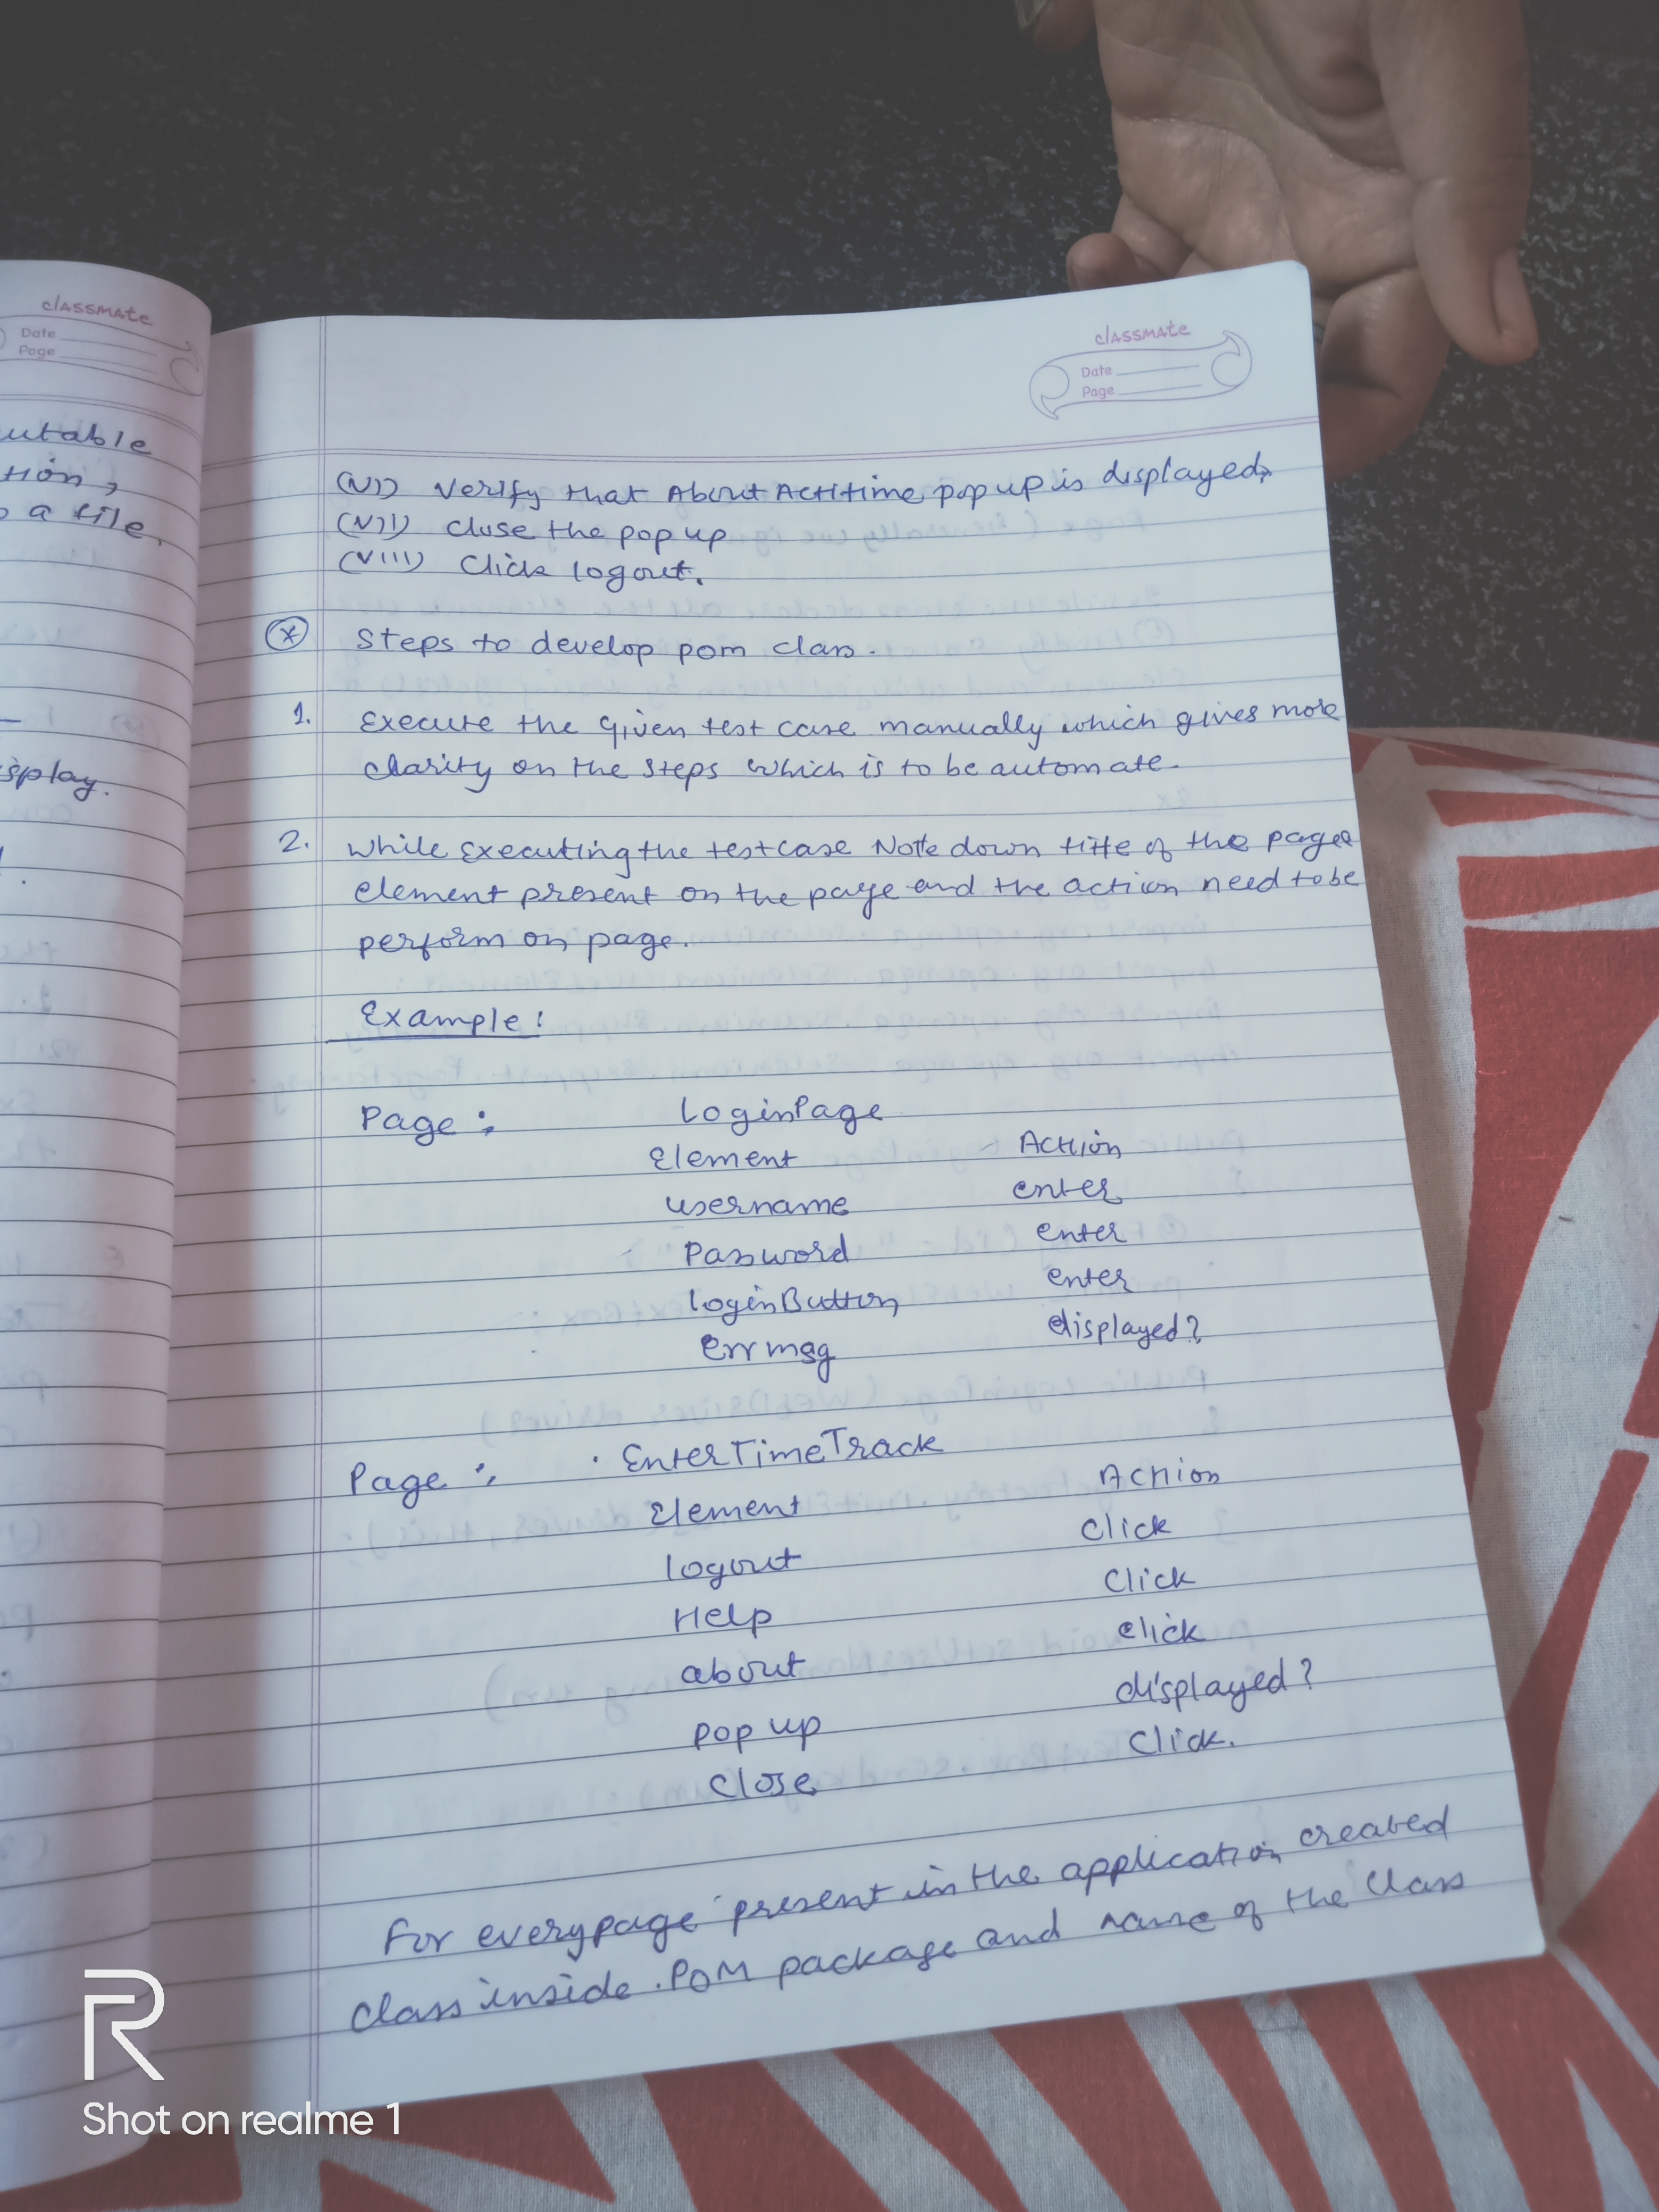 classmate
Date
Page
utable
tion,
o a file.
splay.
classmate
Date
Page
(VI) Verify that About Actitime popup is displayed,
(VII) Close the pop up
(VIII) Click logout.
* Steps to develop pom class.
1. Execute the given test case manually which gives more
clarity on the steps which is to be automate.
2. While Executing the testcase Note down title of the page
element present on the page and the action need to be
perform on page.
Example:
Page: LoginPage
Element Action
username enter
Password enter
loginButton enter
Errmsg displayed?
Page: EnterTimeTrack
Element Action
logout click
Help Click
about click
pop up displayed?
Close Click.
For everypage present in the application created
class inside .POM package and name of the class
R
Shot on realme 1